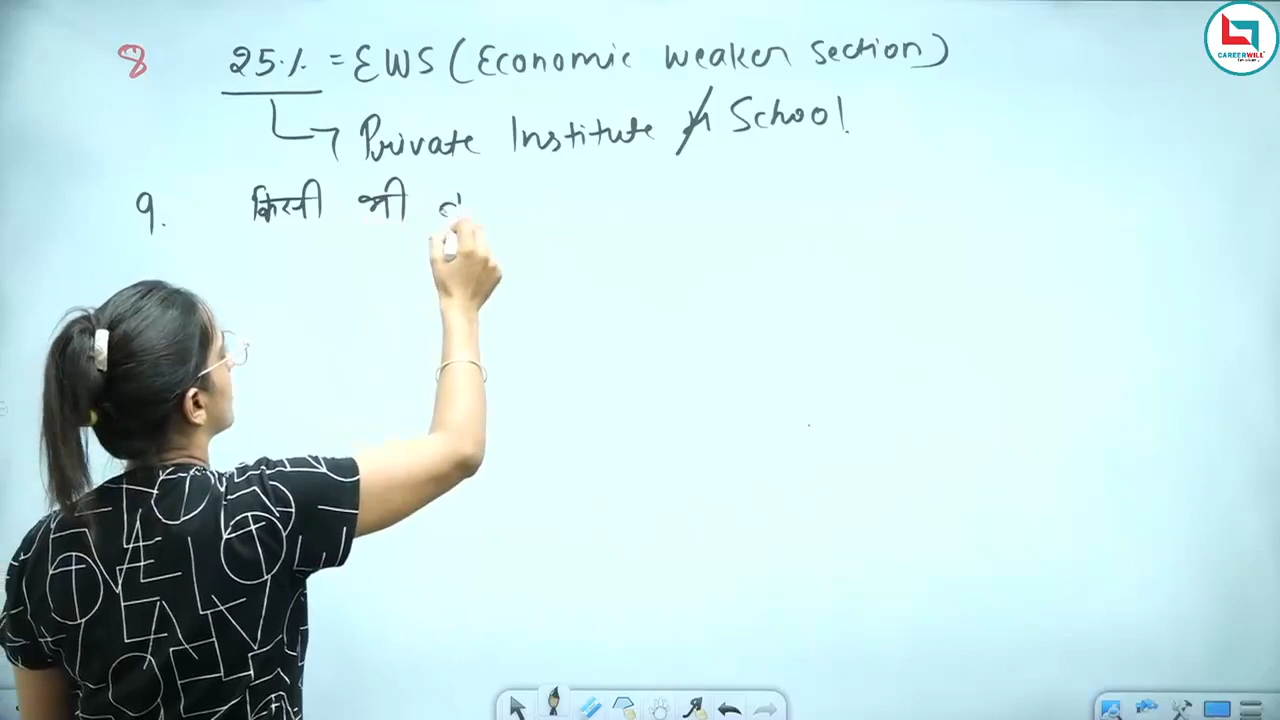 8 25% = EWS (Economic weaker section)
Private Institute / School
9. किसी भी
CAREERWILL